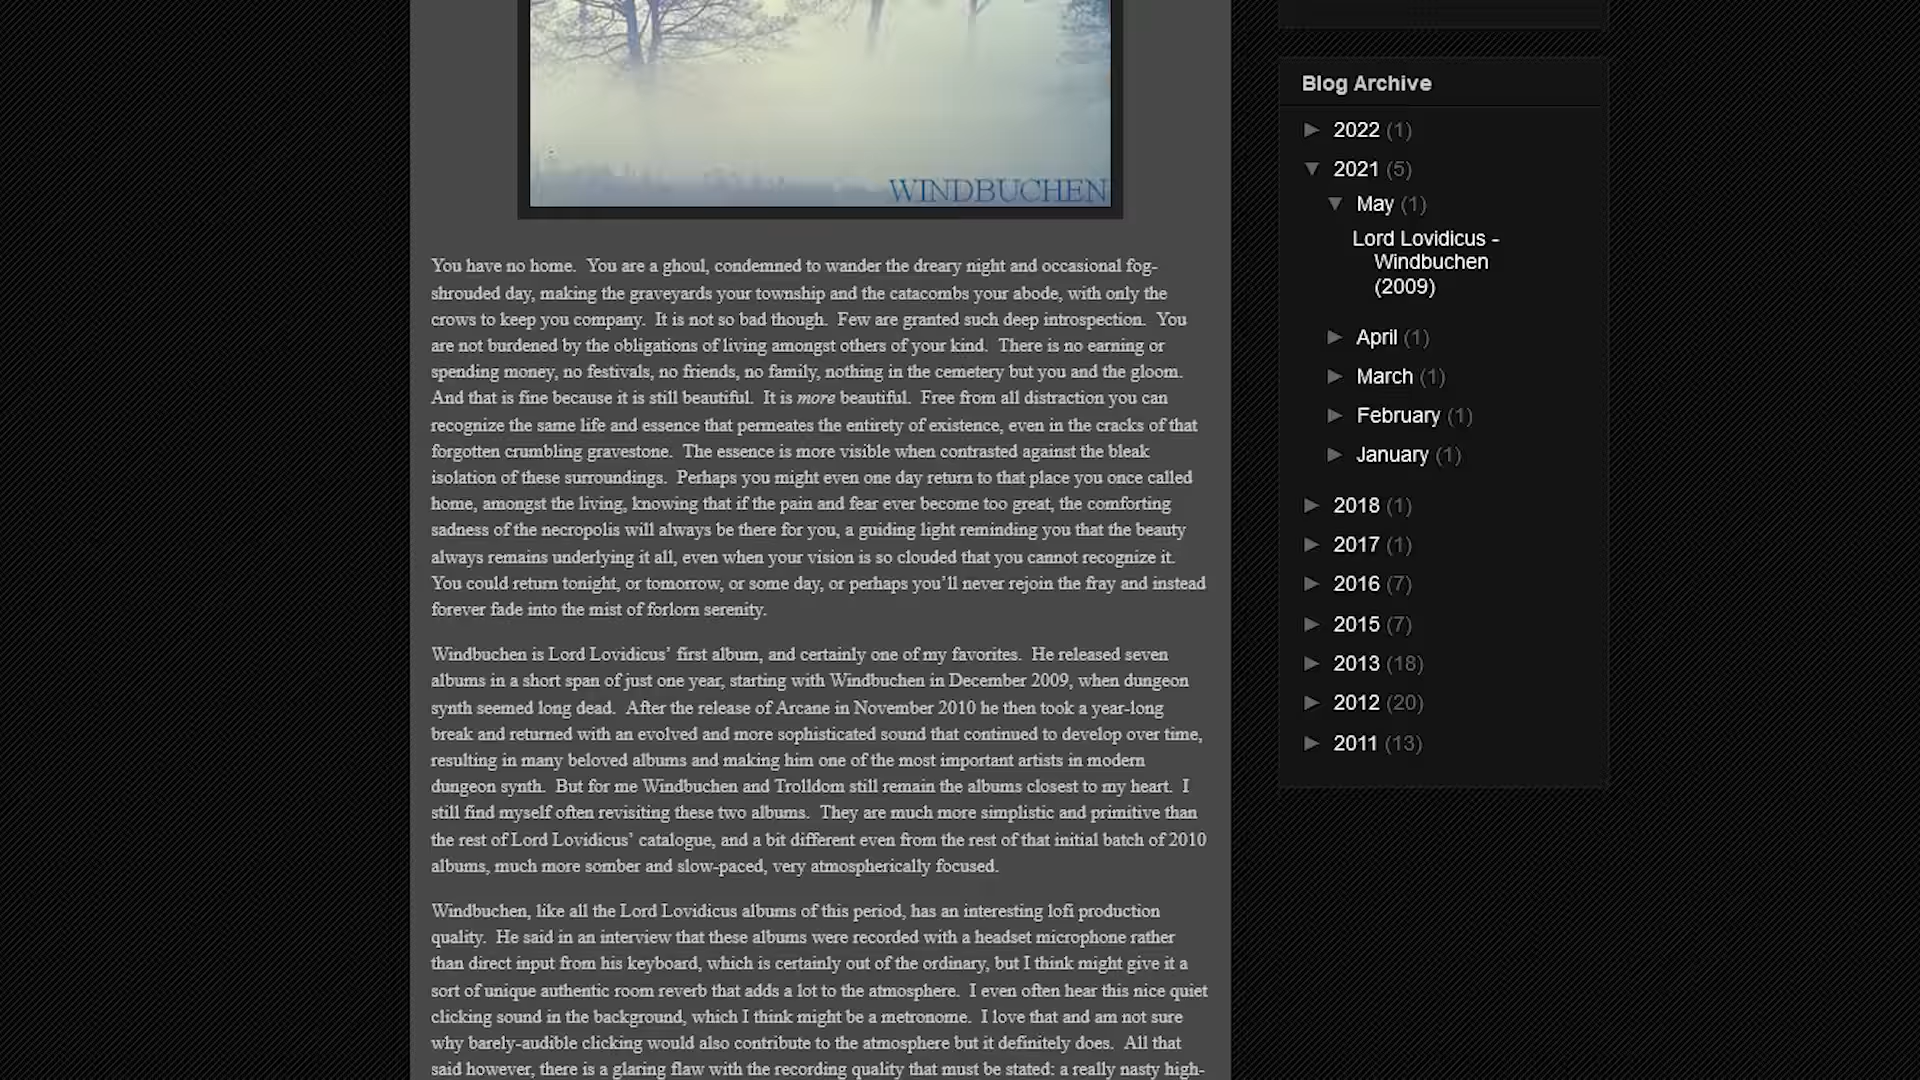 WINDBUCHEN
You have no home.  You are a ghoul, condemned to wander the dreary night and occasional fog-
shrouded day, making the graveyards your township and the catacombs your abode, with only the
crows to keep you company.  It is not so bad though.  Few are granted such deep introspection.  You
are not burdened by the obligations of living amongst others of your kind.  There is no earning or
spending money, no festivals, no friends, no family, nothing in the cemetery but you and the gloom.
And that is fine because it is still beautiful.  It is more beautiful.  Free from all distraction you can
recognize the same life and essence that permeates the entirety of existence, even in the cracks of that
forgotten crumbling gravestone.  The essence is more visible when contrasted against the bleak
isolation of these surroundings.  Perhaps you might even one day return to that place you once called
home, amongst the living, knowing that if the pain and fear ever become too great, the comforting
sadness of the necropolis will always be there for you, a guiding light reminding you that the beauty
always remains underlying it all, even when your vision is so clouded that you cannot recognize it.
You could return tonight, or tomorrow, or some day, or perhaps you’ll never rejoin the fray and instead
forever fade into the mist of forlorn serenity.
Windbuchen is Lord Lovidicus’ first album, and certainly one of my favorites.  He released seven
albums in a short span of just one year, starting with Windbuchen in December 2009, when dungeon
synth seemed long dead.  After the release of Arcane in November 2010 he then took a year-long
break and returned with an evolved and more sophisticated sound that continued to develop over time,
resulting in many beloved albums and making him one of the most important artists in modern
dungeon synth.  But for me Windbuchen and Trolldom still remain the albums closest to my heart.  I
still find myself often revisiting these two albums.  They are much more simplistic and primitive than
the rest of Lord Lovidicus’ catalogue, and a bit different even from the rest of that initial batch of 2010
albums, much more somber and slow-paced, very atmospherically focused.
Windbuchen, like all the Lord Lovidicus albums of this period, has an interesting lofi production
quality.  He said in an interview that these albums were recorded with a headset microphone rather
than direct input from his keyboard, which is certainly out of the ordinary, but I think might give it a
sort of unique authentic room reverb that adds a lot to the atmosphere.  I even often hear this nice quiet
clicking sound in the background, which I think might be a metronome.  I love that and am not sure
why barely-audible clicking would also contribute to the atmosphere but it definitely does.  All that
said however, there is a glaring flaw with the recording quality that must be stated: a really nasty high-
Blog Archive
► 2022 (1)
▼ 2021 (5)
▼ May (1)
Lord Lovidicus -
Windbuchen
(2009)
► April (1)
► March (1)
► February (1)
► January (1)
► 2018 (1)
► 2017 (1)
► 2016 (7)
► 2015 (7)
► 2013 (18)
► 2012 (20)
► 2011 (13)